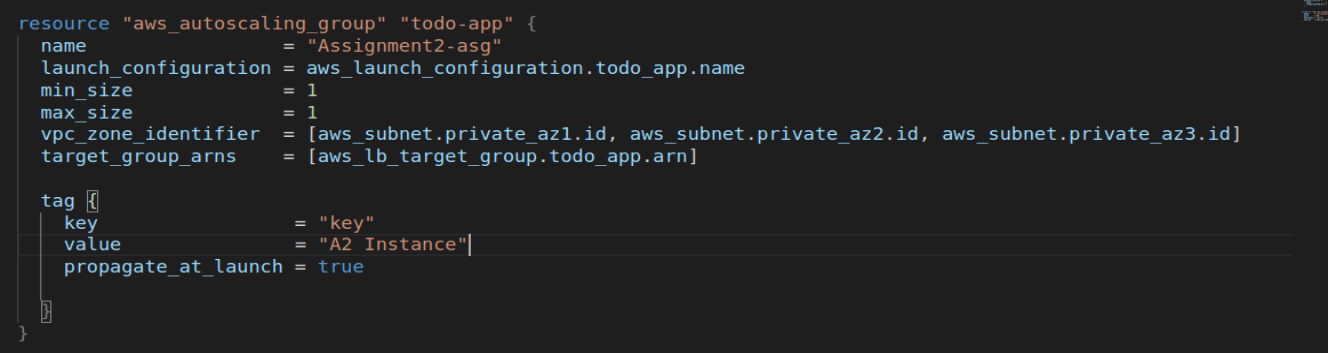 resource "aws_autoscaling_group" "todo-app" {
  name                 = "Assignment2-asg"
  launch_configuration = aws_launch_configuration.todo_app.name
  min_size             = 1
  max_size             = 1
  vpc_zone_identifier  = [aws_subnet.private_az1.id, aws_subnet.private_az2.id, aws_subnet.private_az3.id]
  target_group_arns    = [aws_lb_target_group.todo_app.arn]

  tag {
    key                 = "key"
    value               = "A2 Instance"
    propagate_at_launch = true

  }
}